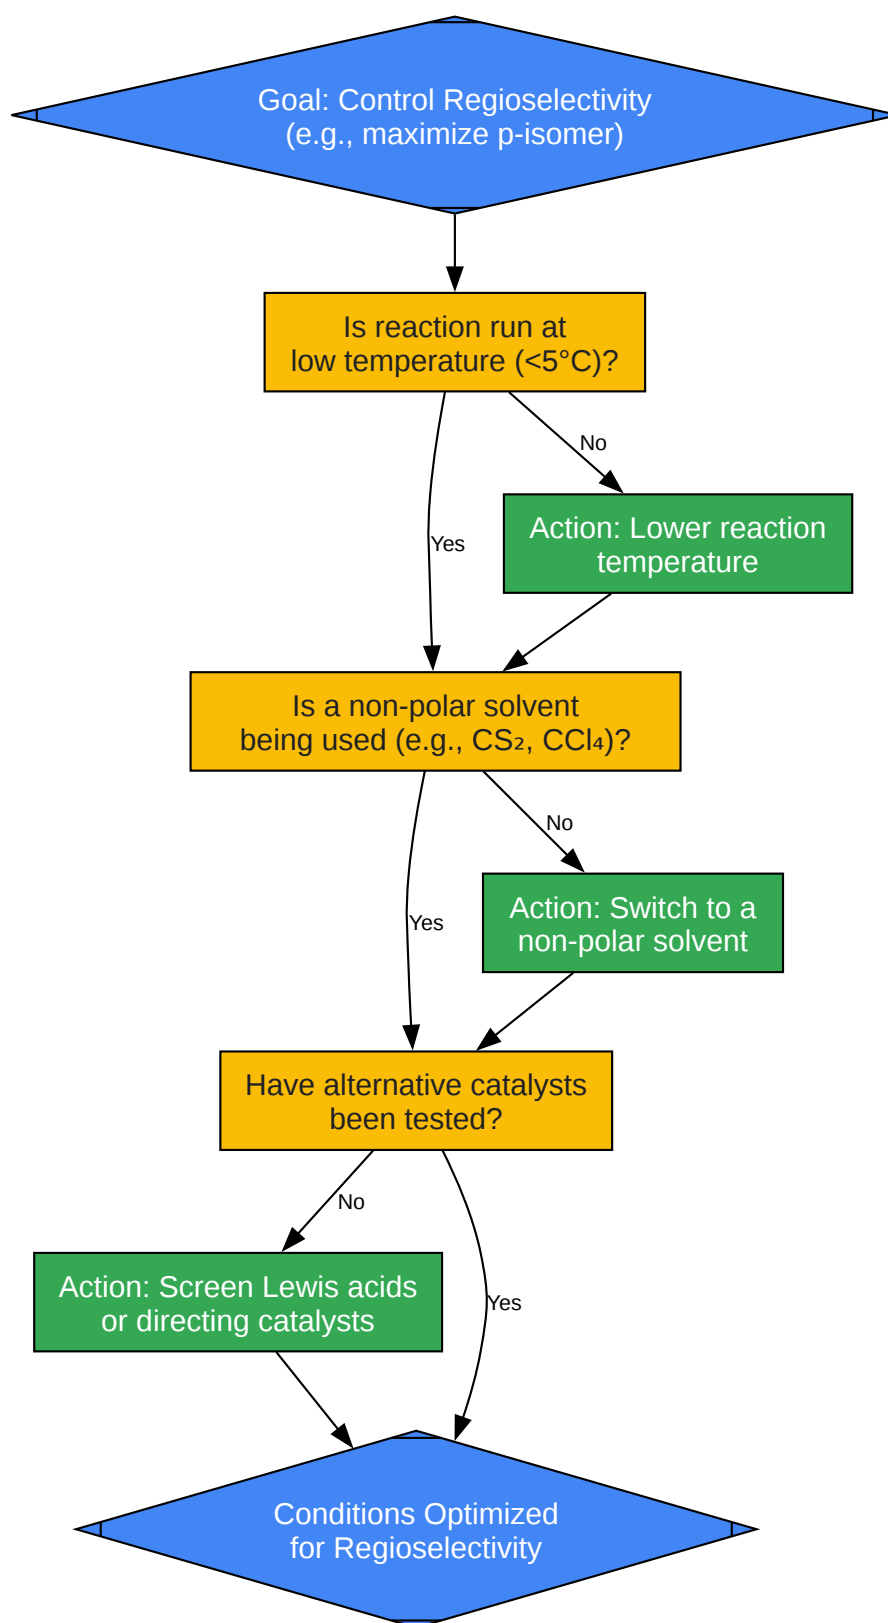 Goal: Control Regioselectivity
(e.g., maximize p-isomer)
Is reaction run at
low temperature (<5°C)?
No
Action: Lower reaction
temperature
Yes
Is a non-polar solvent
being used (e.g., CS₂, CCl₄)?
No
Action: Switch to a
non-polar solvent
Yes
Have alternative catalysts
been tested?
No
Action: Screen Lewis acids
or directing catalysts
Yes
Conditions Optimized
for Regioselectivity